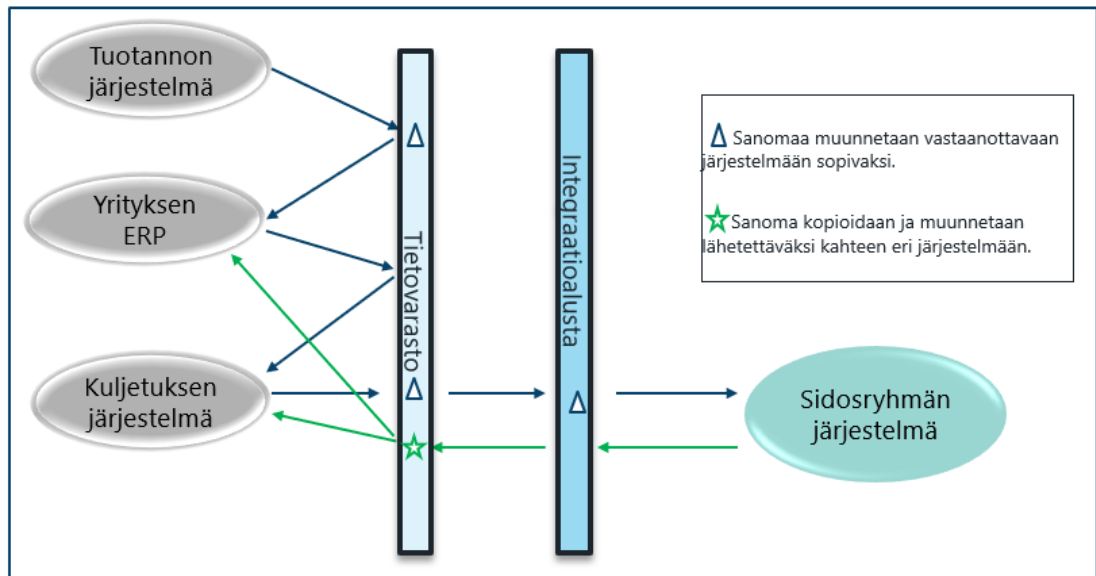 Tuotannon
järjestelmä
Yrityksen
ERP
Kuljetuksen
järjestelmä
Tietovarasto
Integraatioalusta
Sanomaa muunnetaan vastaanottavaan
järjestelmään sopivaksi.
Sanoma kopioidaan ja muunnetaan
lähetettäväksi kahteen eri järjestelmään.
Sidosryhmän
järjestelmä